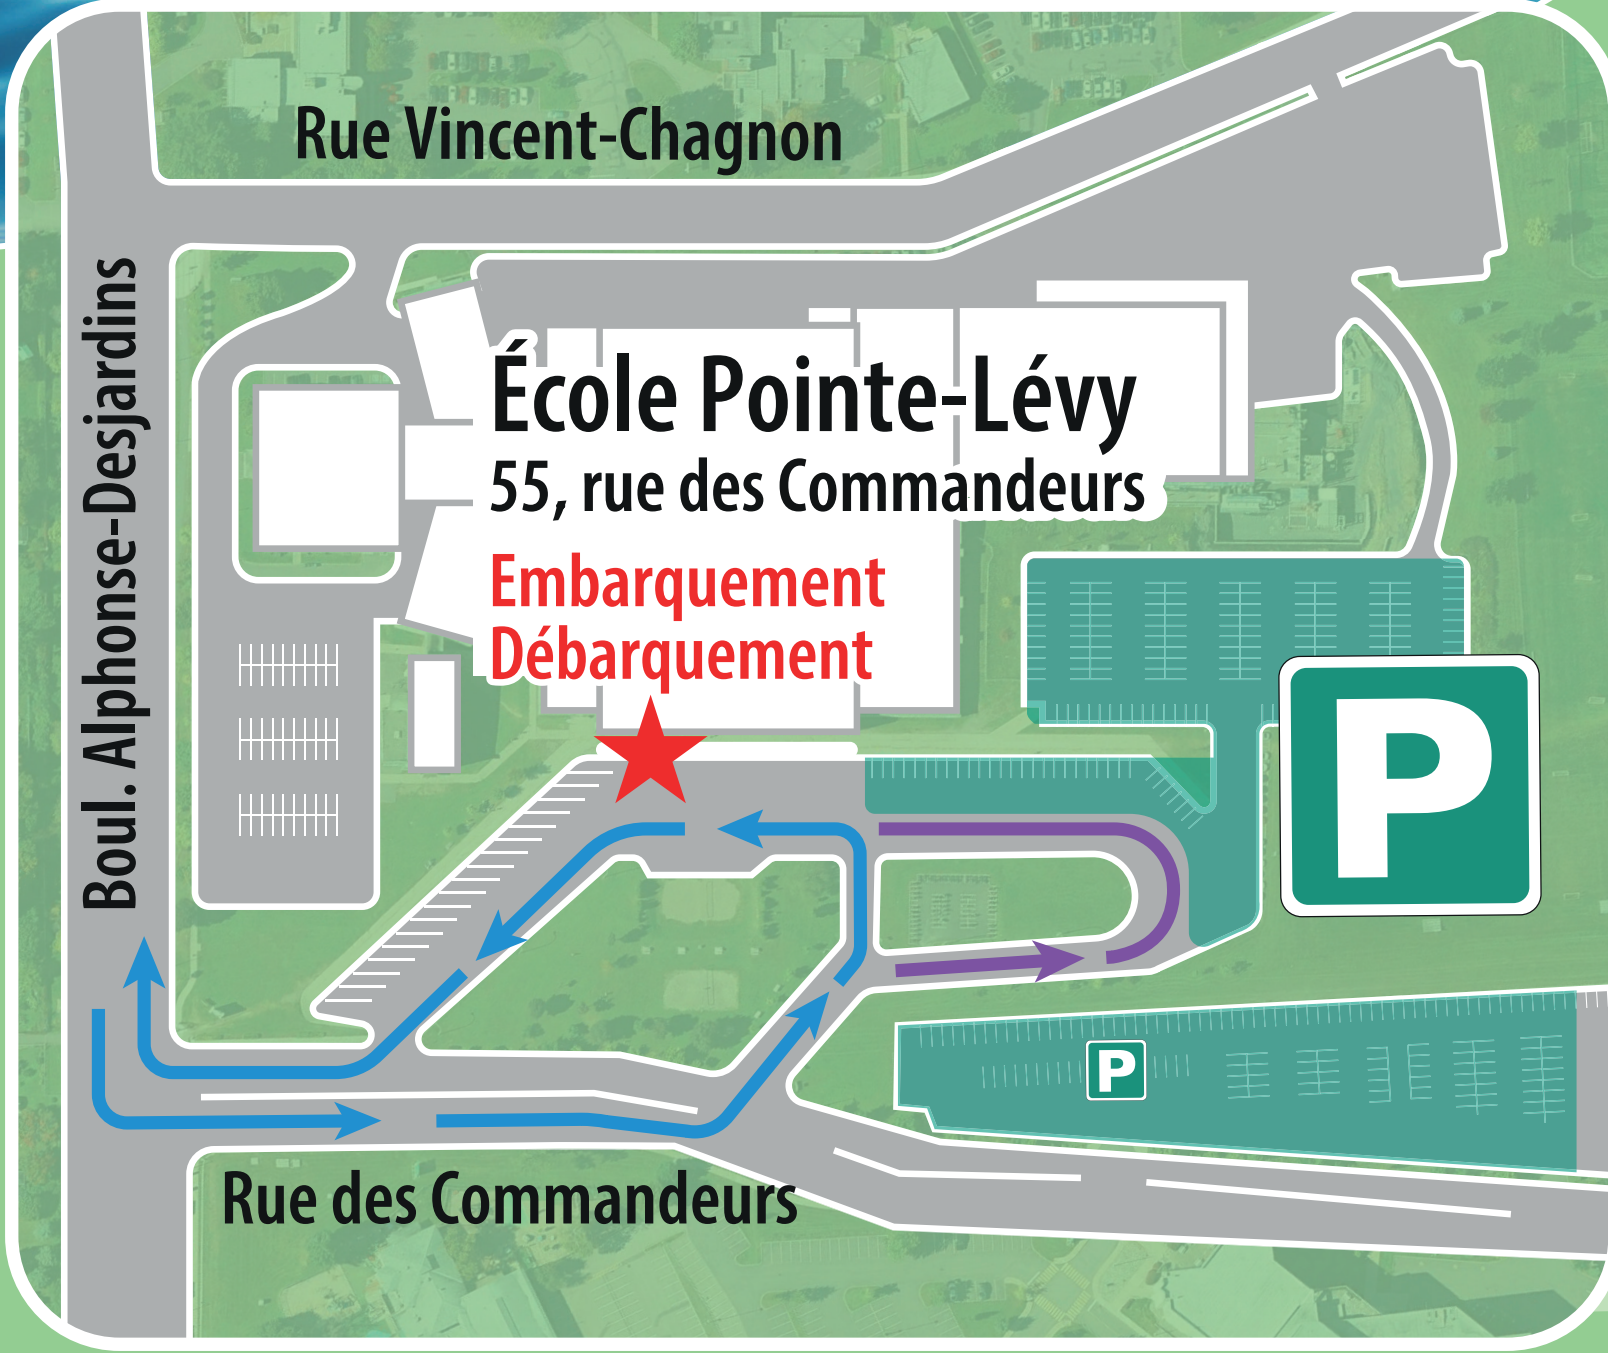 Rue Vincent-Chagnon
Boul. Alphonse-Desjardins
École Pointe-Lévy
55, rue des Commandeurs
Embarquement
Débarquement
P
P
Rue des Commandeurs